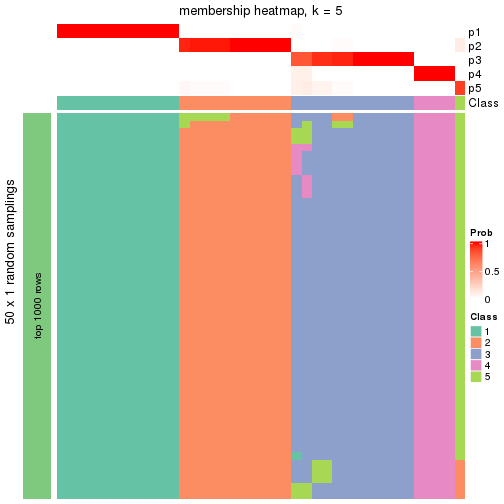 membership heatmap, k = 5
p1
p2
p3
p4
p5
Class
50 x 1 random samplings
top 1000 rows
Prob
1
0.5
0
Class
1
2
3
4
5